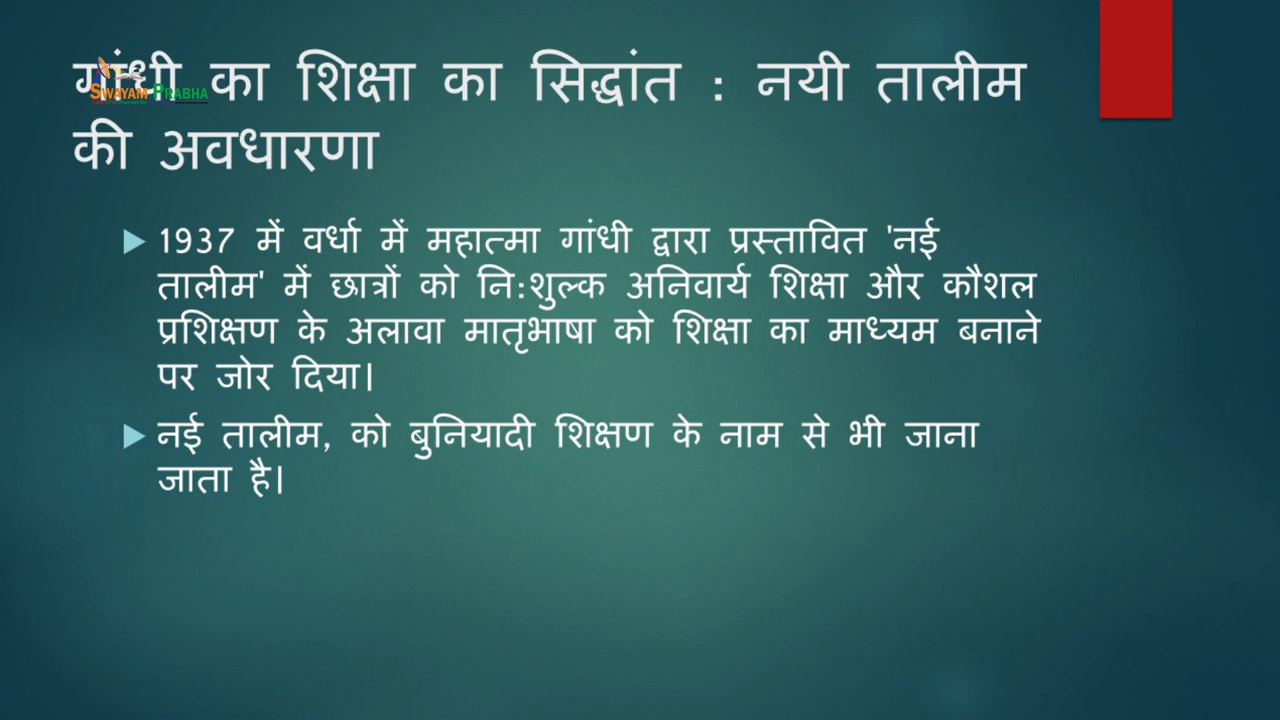 गांधी का शिक्षा का सिद्धांत : नयी तालीम
की अवधारणा
SWAYAM PRABHA
1937 में वर्धा में महात्मा गांधी द्वारा प्रस्तावित 'नई
तालीम' में छात्रों को नि:शुल्क अनिवार्य शिक्षा और कौशल
प्रशिक्षण के अलावा मातृभाषा को शिक्षा का माध्यम बनाने
पर जोर दिया।
नई तालीम, को बुनियादी शिक्षण के नाम से भी जाना
जाता है।